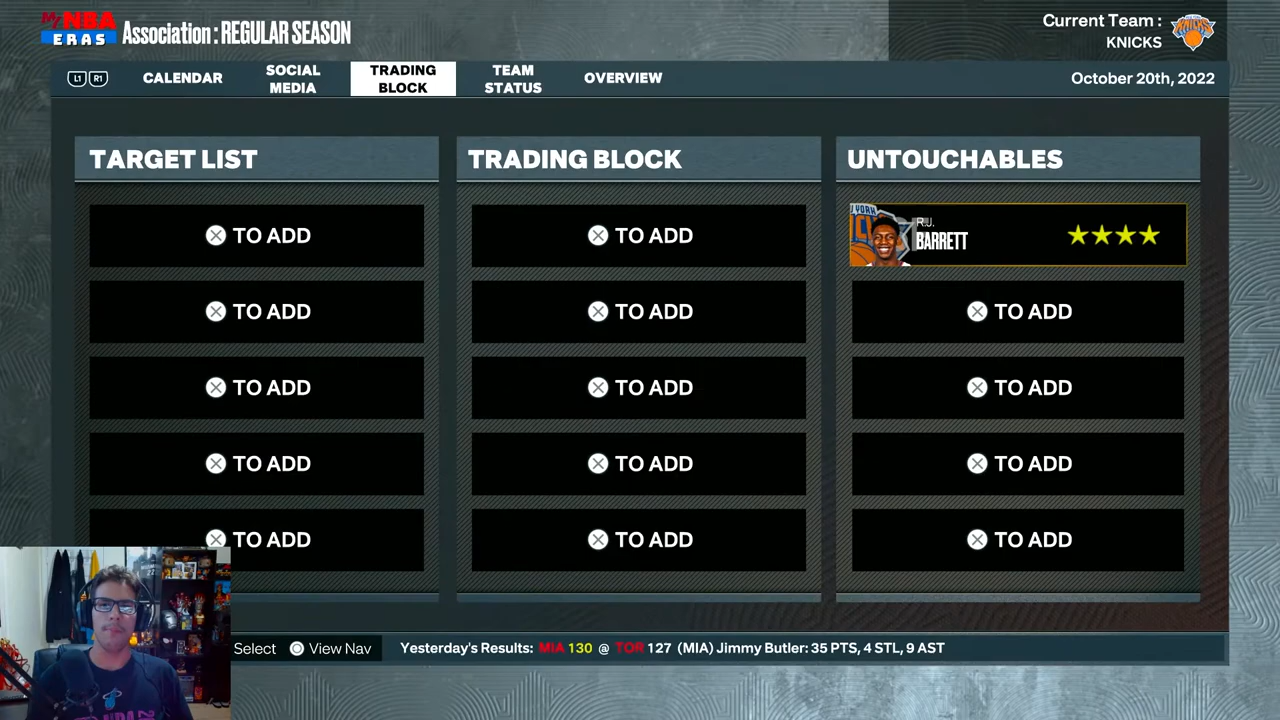 MyNBA
ERAS
Association : REGULAR SEASON
Current Team :
KNICKS
KNICKS
L1 R1
CALENDAR
SOCIAL
MEDIA
TRADING
BLOCK
TEAM
STATUS
OVERVIEW
October 20th, 2022
TARGET LIST
TO ADD
TO ADD
TO ADD
TO ADD
TO ADD
TRADING BLOCK
TO ADD
TO ADD
TO ADD
TO ADD
TO ADD
UNTOUCHABLES
R.J.
BARRETT
TO ADD
TO ADD
TO ADD
TO ADD
Select
View Nav
Yesterday's Results: MIA 130 @ TOR 127 (MIA) Jimmy Butler: 35 PTS, 4 STL, 9 AST